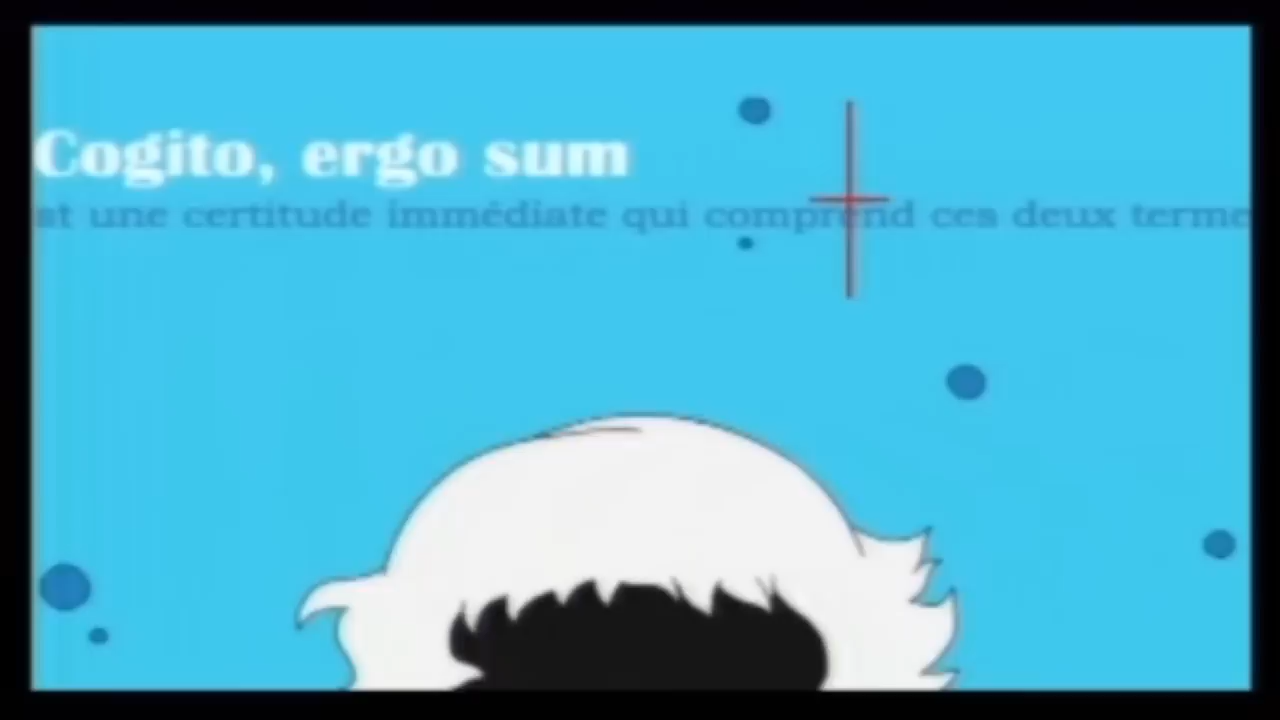 Cogito, ergo sum
st une certitude immédiate qui comprend ces deux terme